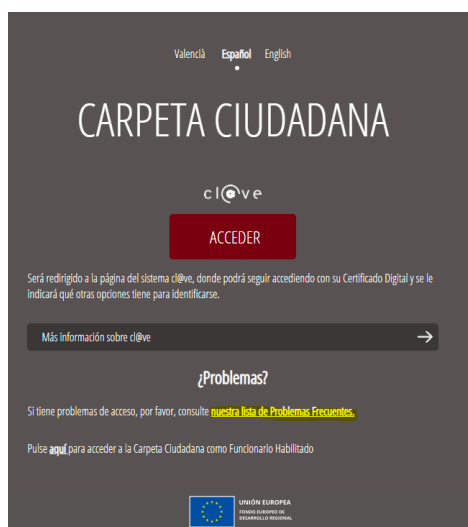 Valencià Español English
CARPETA CIUDADANA
cl@ve
ACCEDER
Será redirigido a la página del sistema cl@ve, donde podrá seguir accediendo con su Certificado Digital y se le
indicará qué otras opciones tiene para identificarse.
Más información sobre cl@ve
¿Problemas?
Si tiene problemas de acceso, por favor, consulte nuestra lista de Problemas Frecuentes.
Pulse aquí para acceder a la Carpeta Ciudadana como Funcionario Habilitado
UNIÓN EUROPEA
FONDO EUROPEO DE
DESARROLLO REGIONAL